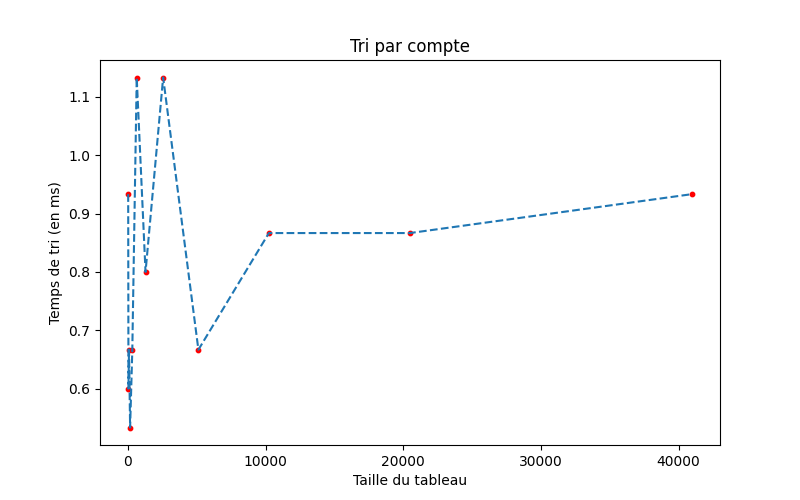 Tri par compte
1.1
1.0
0.9
0.8
0.7
0.6
Temps de tri (en ms)
0 10000 20000 30000 40000
Taille du tableau